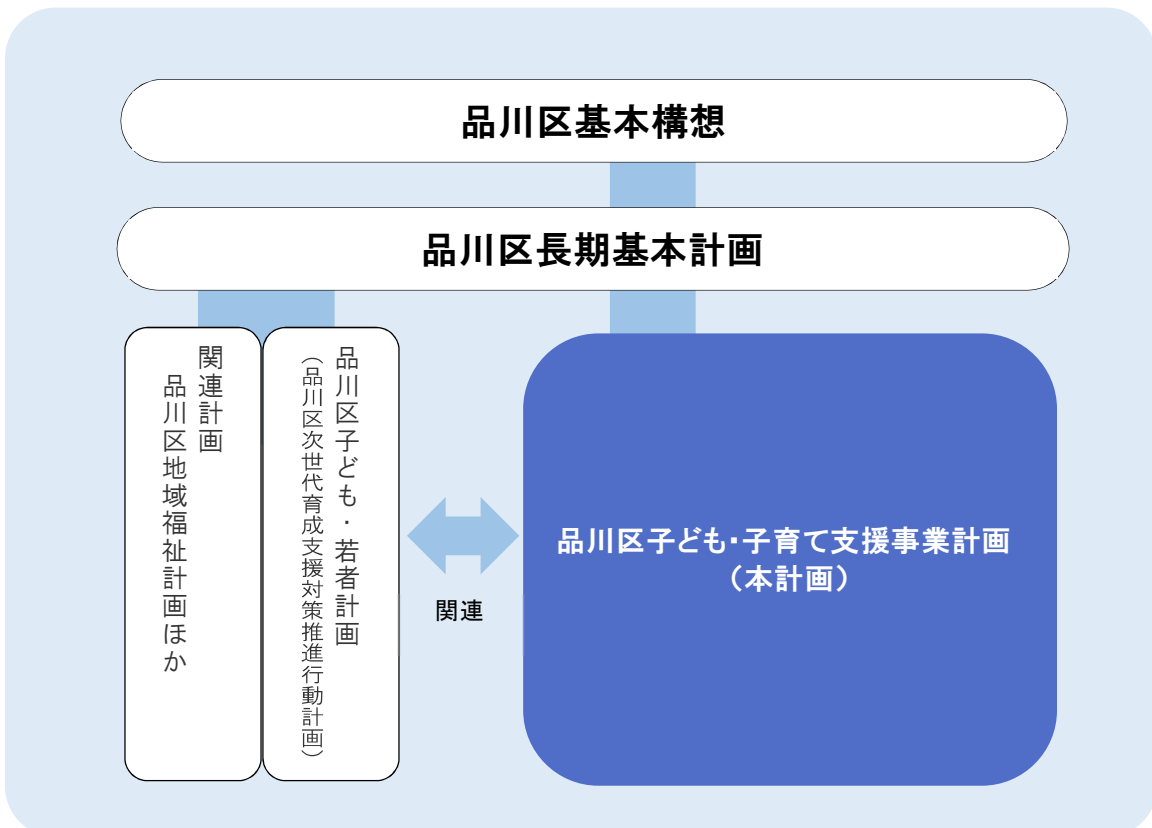 品川区基本構想
品川区長期基本計画
関連計画
品川区地域福祉計画ほか
品川区子ども・若者計画
（品川区次世代育成支援対策推進行動計画）
関連
品川区子ども・子育て支援事業計画
（本計画）